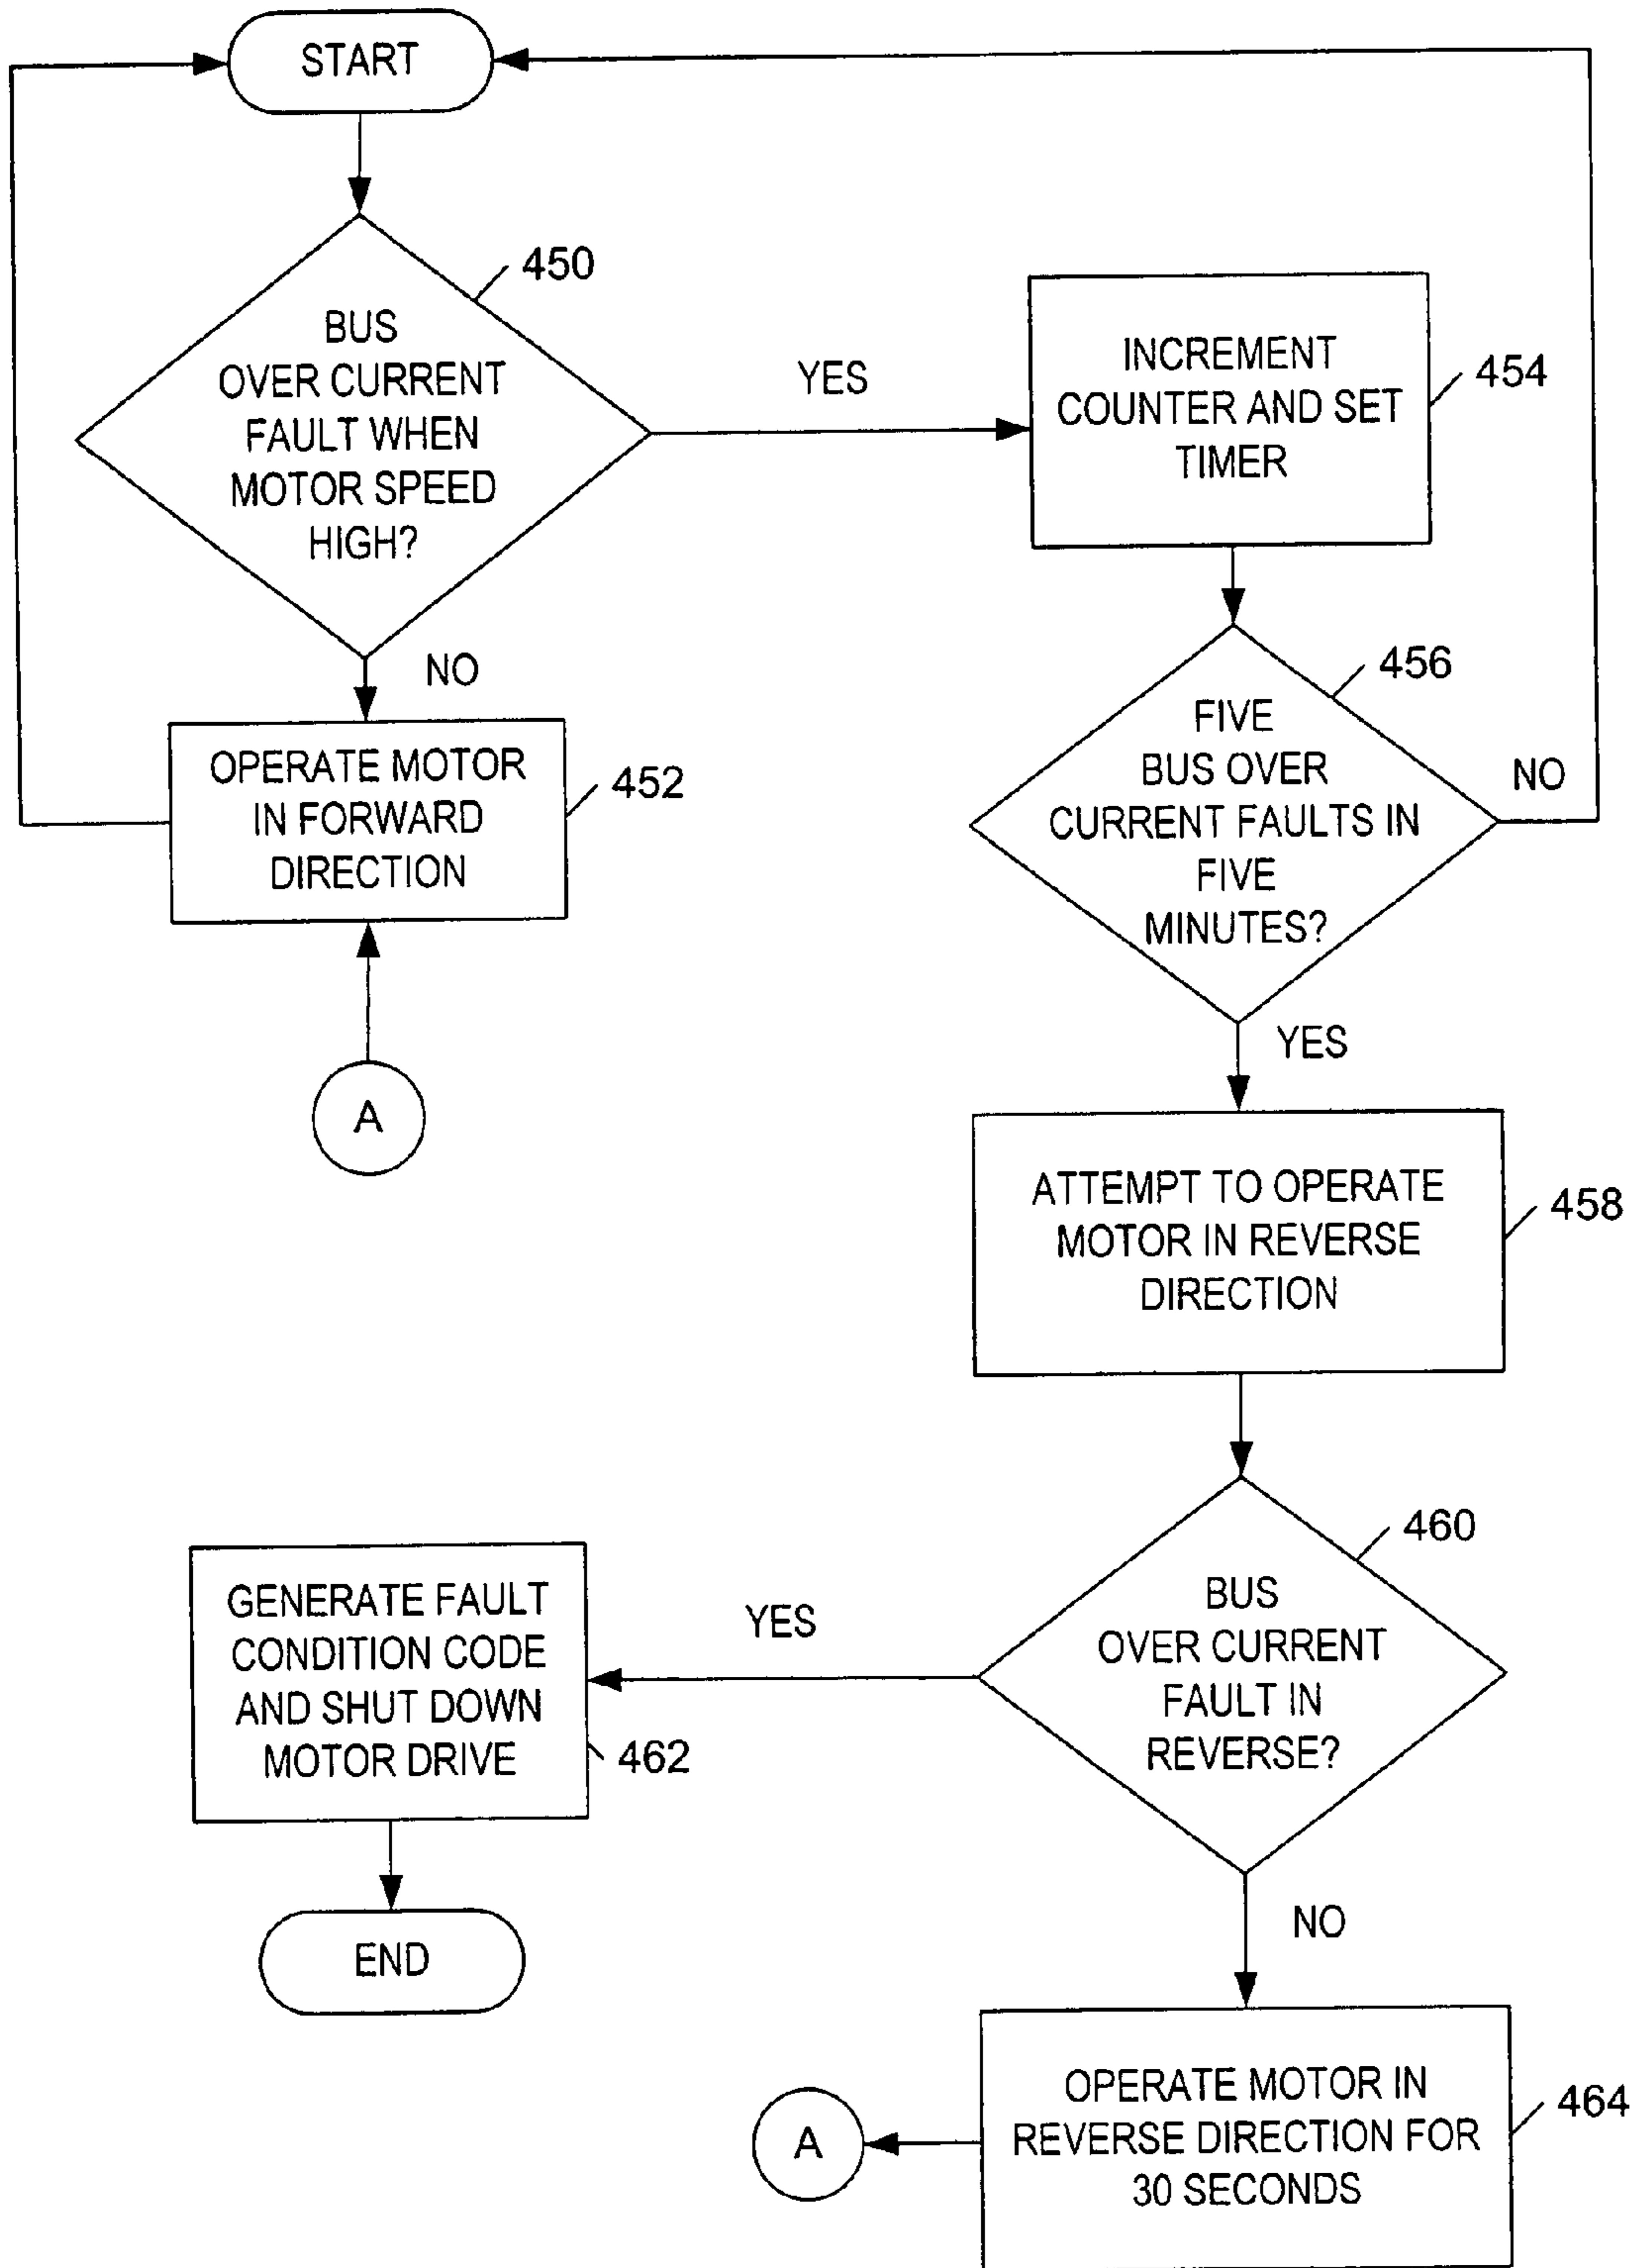 START
450
BUS
OVER CURRENT
FAULT WHEN
MOTOR SPEED
HIGH?
YES
INCREMENT
COUNTER AND SET
TIMER
454
NO
OPERATE MOTOR
IN FORWARD
DIRECTION
452
A
456
FIVE
BUS OVER
CURRENT FAULTS IN
FIVE
MINUTES?
NO
YES
ATTEMPT TO OPERATE
MOTOR IN REVERSE
DIRECTION
458
460
BUS
OVER CURRENT
FAULT IN
REVERSE?
YES
GENERATE FAULT
CONDITION CODE
AND SHUT DOWN
MOTOR DRIVE
462
END
NO
OPERATE MOTOR IN
REVERSE DIRECTION FOR
30 SECONDS
464
A